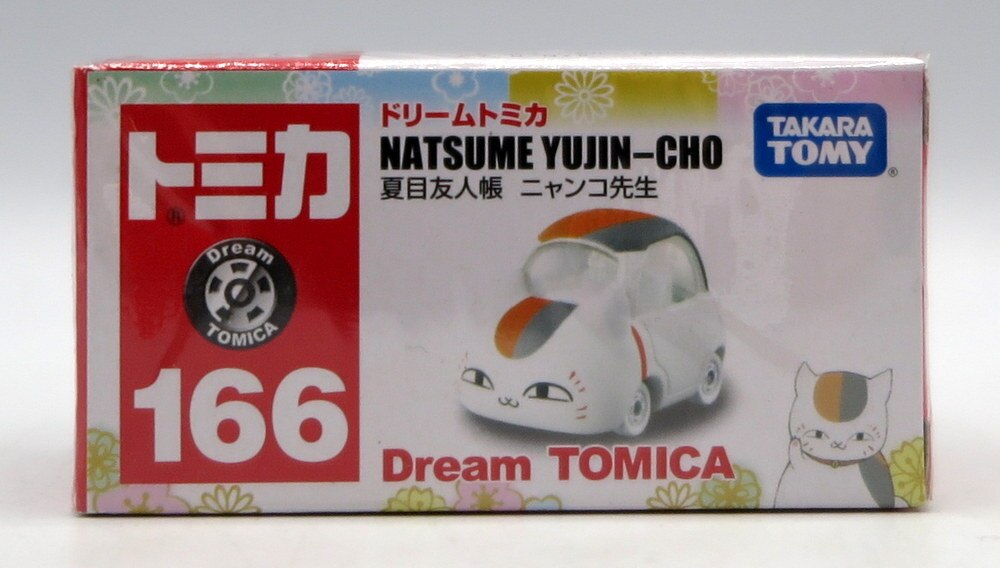 トミカ
®
Dream
TOMICA
166
ドリームトミカ
NATSUME YUJIN–CHO
夏目友人帳 ニャンコ先生
TAKARA
TOMY
®
Dream TOMICA